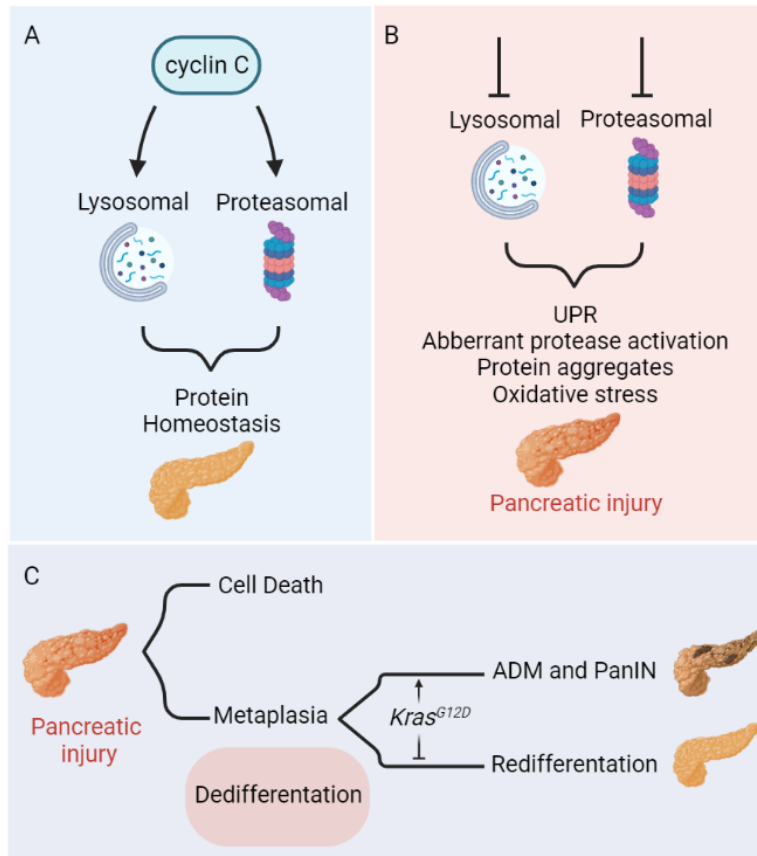 A
cyclin C
Lysosomal
Proteasomal
Protein
Homeostasis
B
Lysosomal
Proteasomal
UPR
Abberrant protease activation
Protein aggregates
Oxidative stress
Pancreatic injury
C
Pancreatic
injury
Cell Death
Metaplasia
Dedifferentation
Kras^G12D
ADM and PanIN
Redifferentation